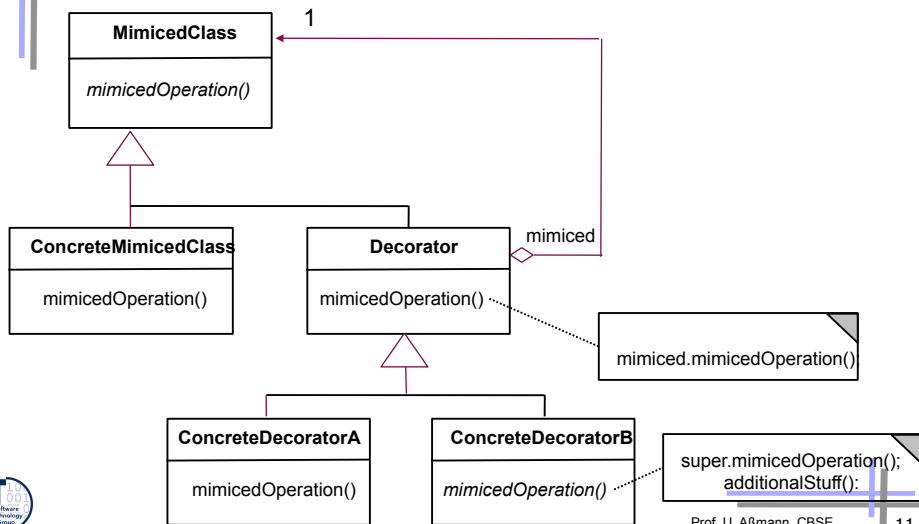 1
MimicedClass
mimicedOperation()
mimiced
ConcreteMimicedClass
mimicedOperation()
Decorator
mimicedOperation()
mimiced.mimicedOperation();
ConcreteDecoratorA
mimicedOperation()
ConcreteDecoratorB
mimicedOperation()
super.mimicedOperation();
additionalStuff():
Prof. U. Aßmann, CBSE
11